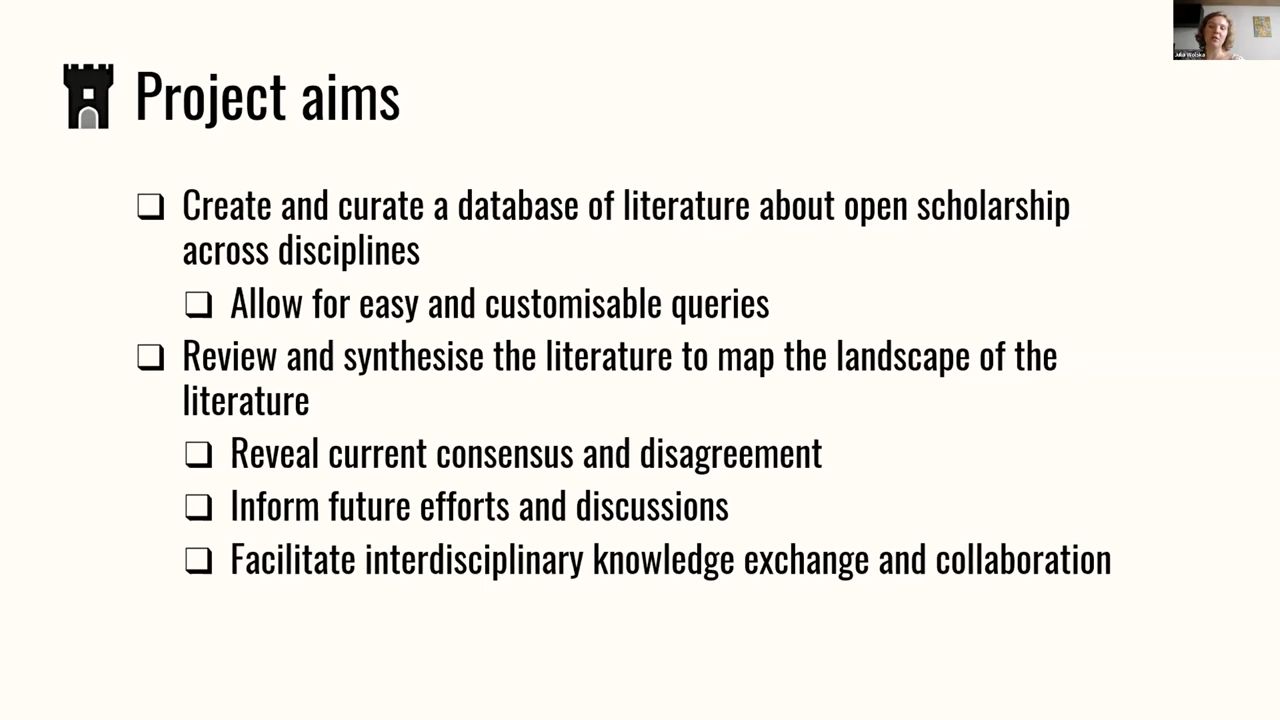 Julia Wolska
Project aims
❑ Create and curate a database of literature about open scholarship
across disciplines
❑ Allow for easy and customisable queries
❑ Review and synthesise the literature to map the landscape of the
literature
❑ Reveal current consensus and disagreement
❑ Inform future efforts and discussions
❑ Facilitate interdisciplinary knowledge exchange and collaboration